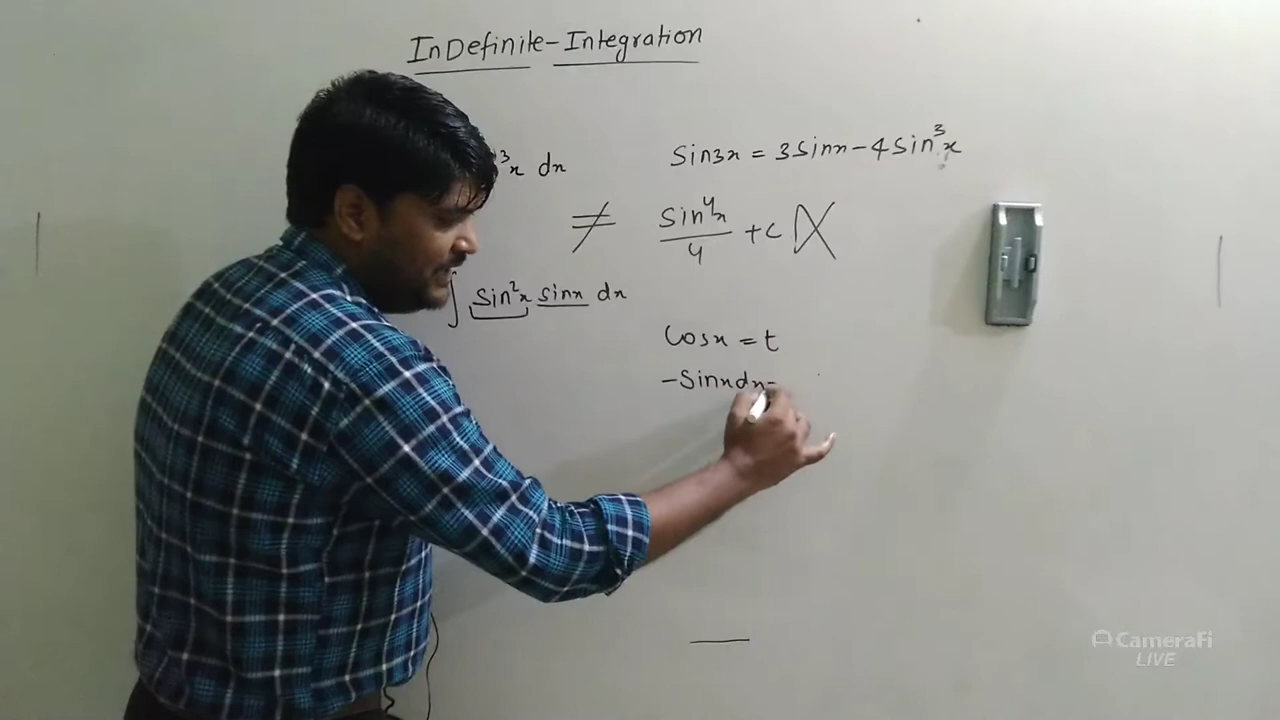 InDefinite-Integration
³x dx
Sin3x = 3Sinx - 4Sin³x
≠ Sin⁴x/4 + c
∫ Sin²x Sinx dx
Cosx = t
-Sinxdx=
CameraFi
LIVE